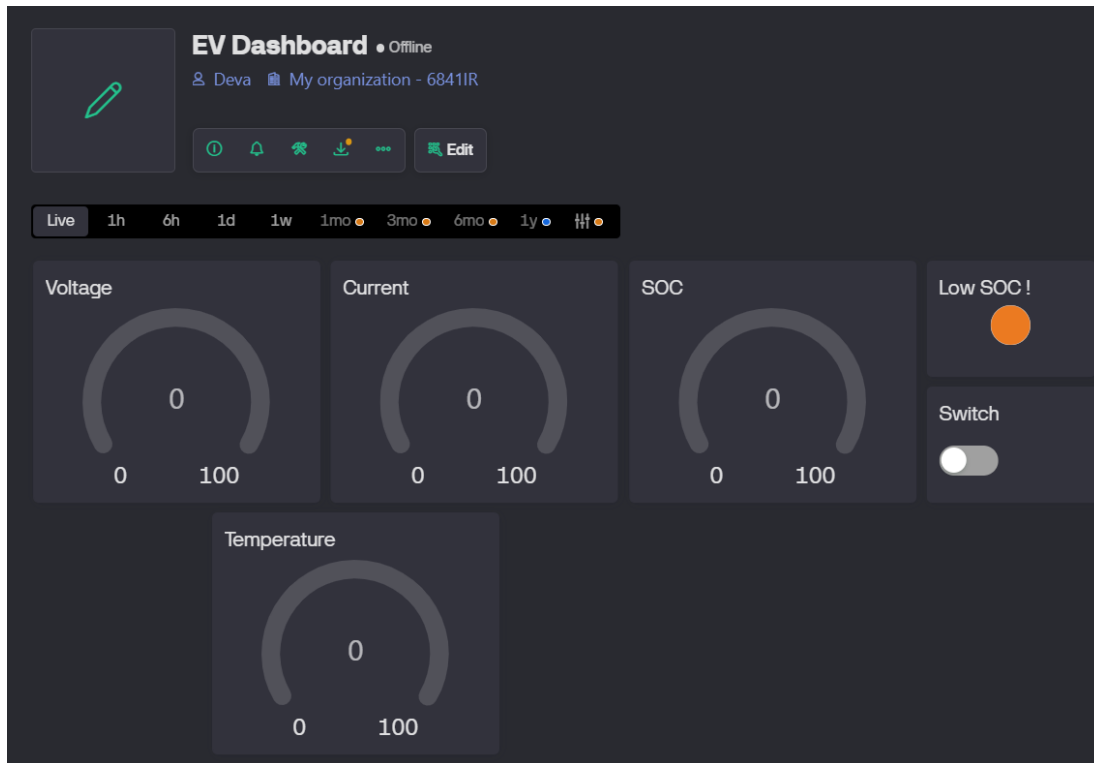 EV Dashboard • Offline
Deva My organization - 6841IR
Edit
Live 1h 6h 1d 1w 1mo 3mo 6mo 1y
Voltage
0
0 100
Current
0
0 100
SOC
0
0 100
Low SOC !
Switch
Temperature
0
0 100